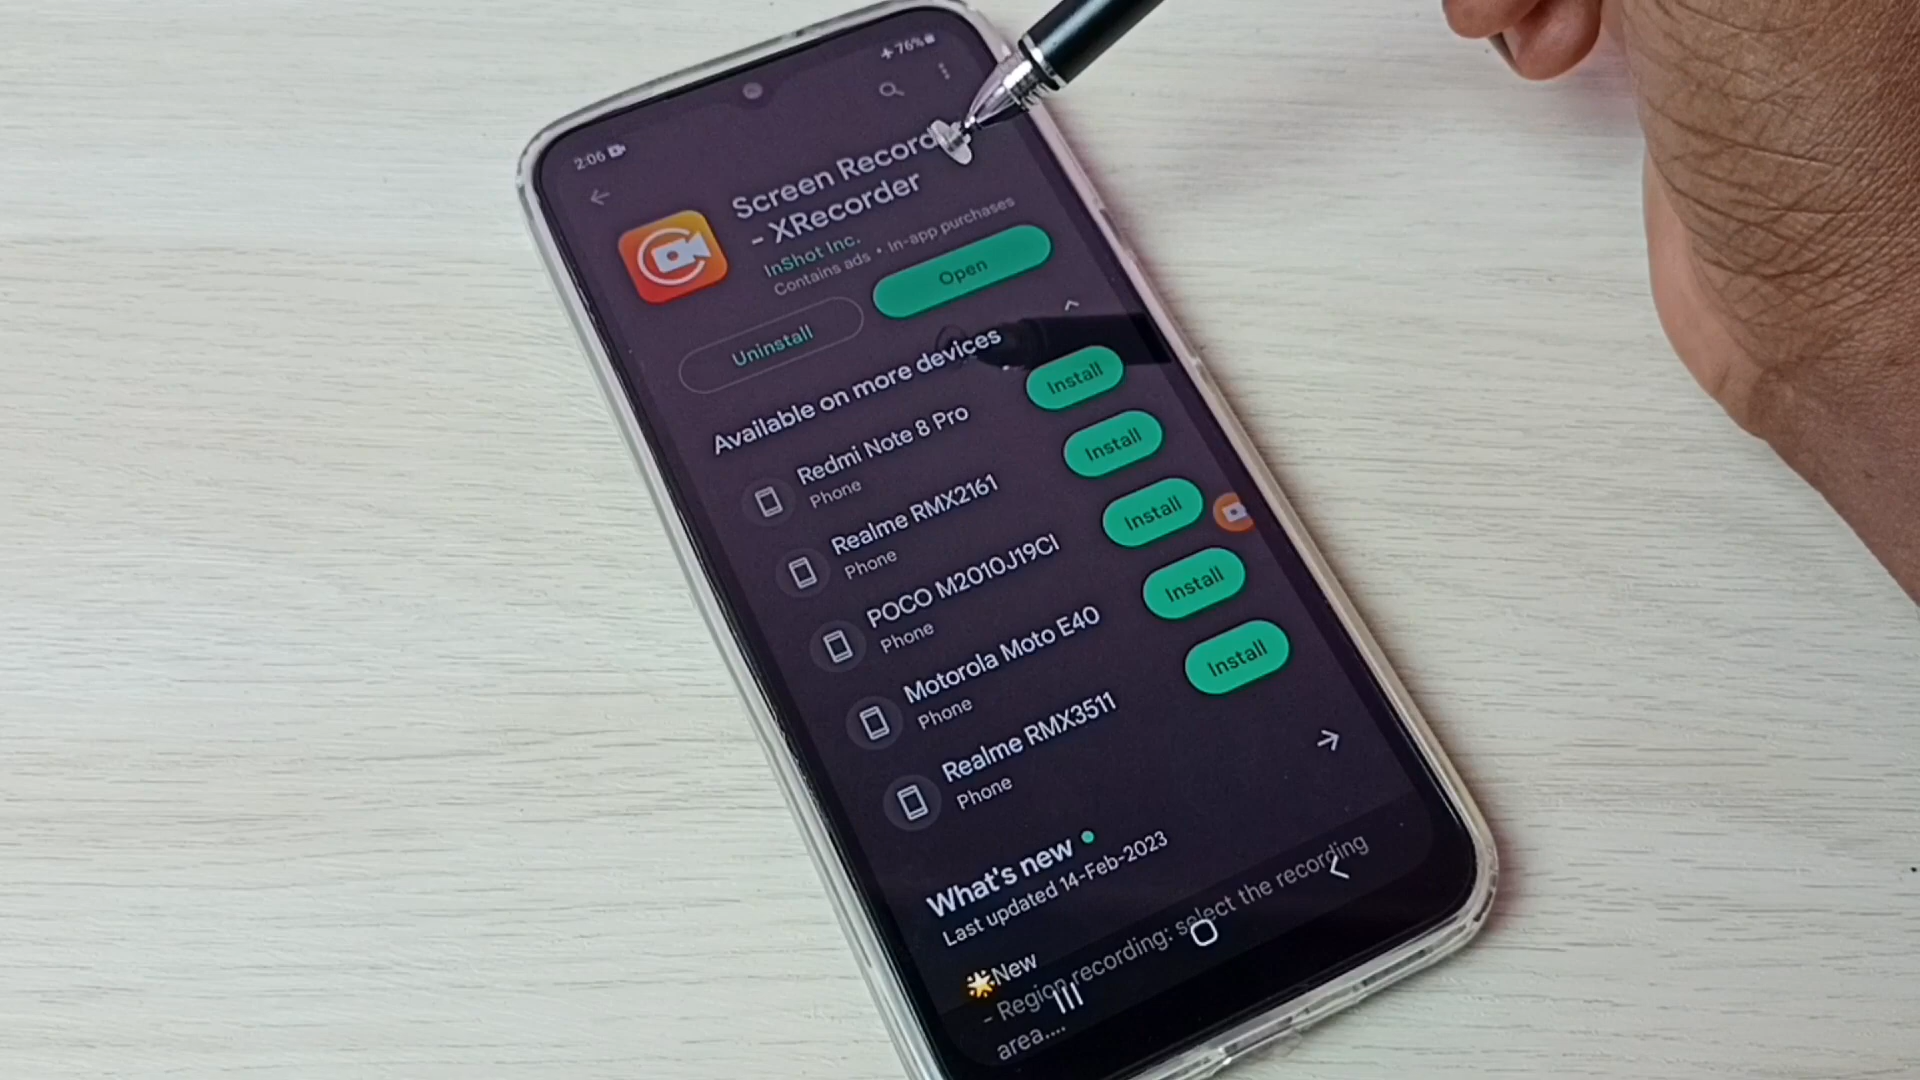 2:06
76%
Screen Record
- XRecorder
InShot Inc.
Contains ads • In-app purchases
Uninstall
Open
Available on more devices
Redmi Note 8 Pro
Phone
Install
Realme RMX2161
Phone
Install
POCO M2010J19CI
Phone
Install
Motorola Moto E40
Phone
Install
Realme RMX3511
Phone
Install
What's new
Last updated 14-Feb-2023
New
- Region recording: select the recording
area....